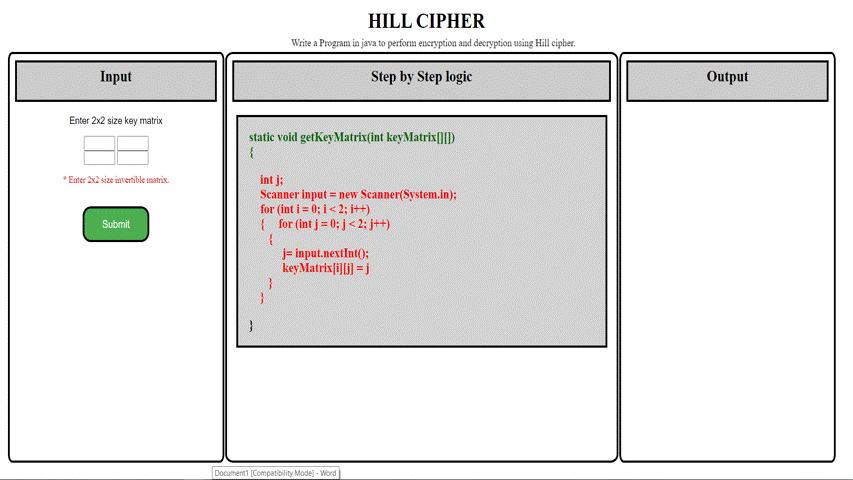 HILL CIPHER
Write a Program in java to perform encryption and decryption using Hill cipher.
Input
Enter 2x2 size key matrix
* Enter 2x2 size invertible matrix.
Submit
Step by Step logic
static void getKeyMatrix(int keyMatrix[][])
{
int j;
Scanner input = new Scanner(System.in);
for (int i = 0; i < 2; i++)
{ for (int j = 0; j < 2; j++)
{
j= input.nextInt();
keyMatrix[i][j] = j
}
}
}
Output
Document1 [Compatibility Mode] - Word